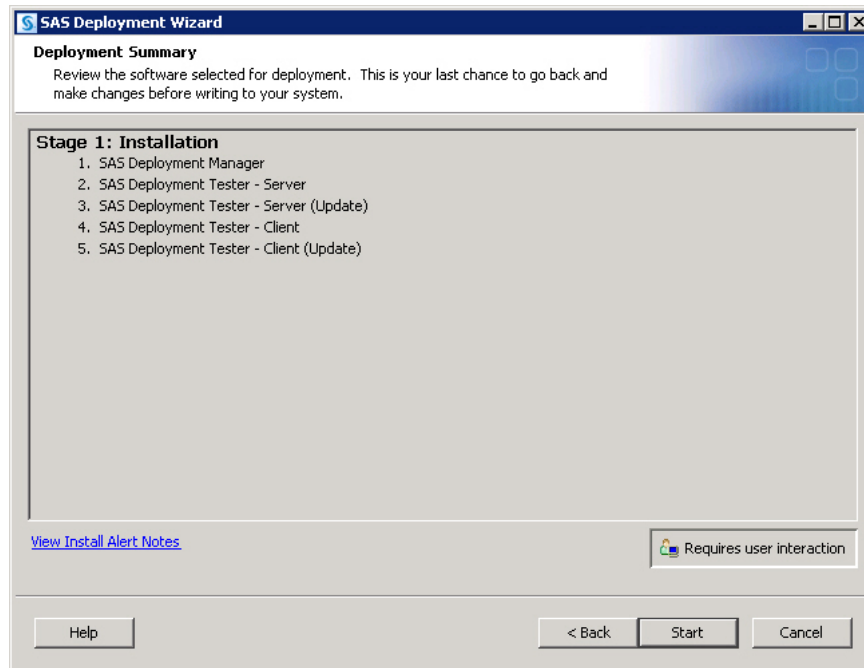 SAS Deployment Wizard
Deployment Summary
Review the software selected for deployment. This is your last chance to go back and
make changes before writing to your system.
Stage 1: Installation
1. SAS Deployment Manager
2. SAS Deployment Tester - Server
3. SAS Deployment Tester - Server (Update)
4. SAS Deployment Tester - Client
5. SAS Deployment Tester - Client (Update)
View Install Alert Notes
Requires user interaction
Help
< Back
Start
Cancel